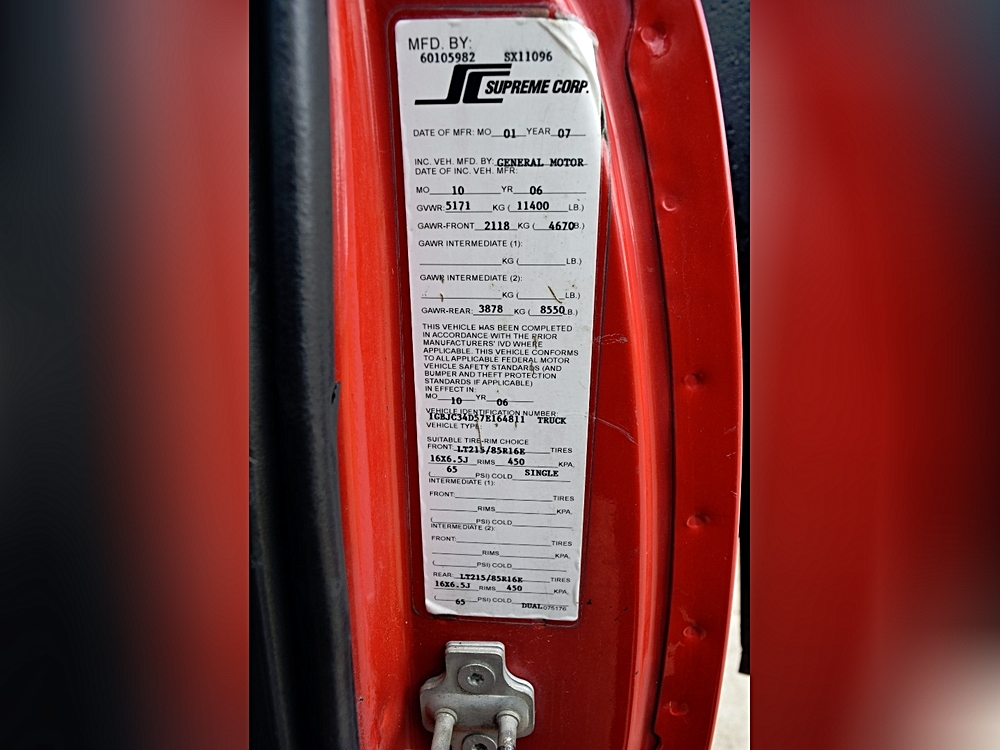 MFD. BY:
60105982 SX11096
SUPREME CORP.
DATE OF MFR: MO 01 YEAR 07
INC. VEH. MFD. BY: GENERAL MOTOR
DATE OF INC. VEH. MFR:
MO 10 YR 06
GVWR: 5171 KG ( 11400 LB.)
GAWR-FRONT 2118 KG ( 4670 B.)
GAWR INTERMEDIATE (1):
KG ( LB.)
GAWR INTERMEDIATE (2):
KG ( LB.)
GAWR-REAR: 3878 KG ( 8550 LB.)
THIS VEHICLE HAS BEEN COMPLETED
IN ACCORDANCE WITH THE PRIOR
MANUFACTURERS' IVD WHERE
APPLICABLE. THIS VEHICLE CONFORMS
TO ALL APPLICABLE FEDERAL MOTOR
VEHICLE SAFETY STANDARDS (AND
BUMPER AND THEFT PROTECTION
STANDARDS IF APPLICABLE)
IN EFFECT IN:
MO 10 YR 06
VEHICLE IDENTIFICATION NUMBER:
1GBJC34D57E164811 TRUCK
VEHICLE TYPE:
SUITABLE TIRE-RIM CHOICE
FRONT: LT215/85R16E TIRES
16X6.5J RIMS 450 KPA,
( 65 PSI) COLD SINGLE
INTERMEDIATE (1):
FRONT: TIRES
RIMS KPA,
( PSI) COLD
INTERMEDIATE (2):
FRONT: TIRES
RIMS KPA,
( PSI) COLD
REAR: LT215/85R16E TIRES
16X6.5J RIMS 450 KPA,
( 65 PSI) COLD DUAL 075176